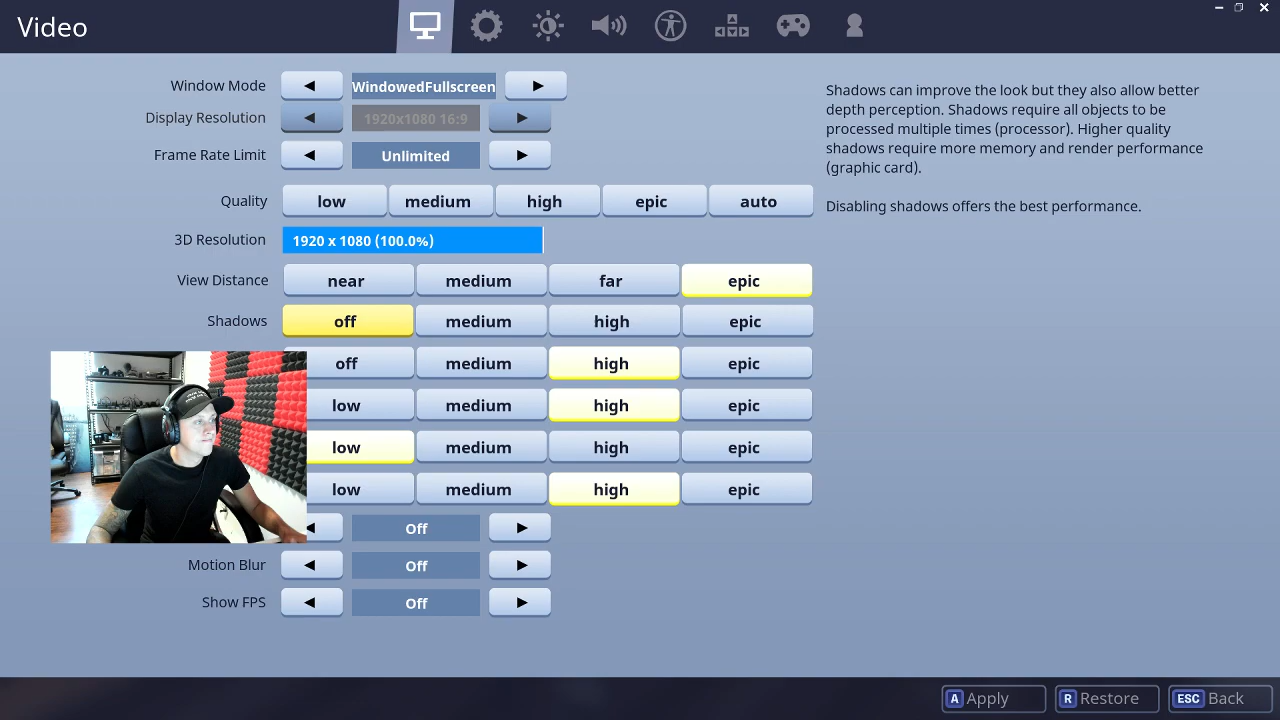 Video
Window Mode ◄ WindowedFullscreen ►
Display Resolution ◄ 1920x1080 16:9 ►
Frame Rate Limit ◄ Unlimited ►
Quality low medium high epic auto
3D Resolution 1920 x 1080 (100.0%)
View Distance near medium far epic
Shadows off medium high epic
off medium high epic
low medium high epic
low medium high epic
low medium high epic
◄ Off ►
Motion Blur ◄ Off ►
Show FPS ◄ Off ►
Shadows can improve the look but they also allow better
depth perception. Shadows require all objects to be
processed multiple times (processor). Higher quality
shadows require more memory and render performance
(graphic card).
Disabling shadows offers the best performance.
A Apply R Restore ESC Back